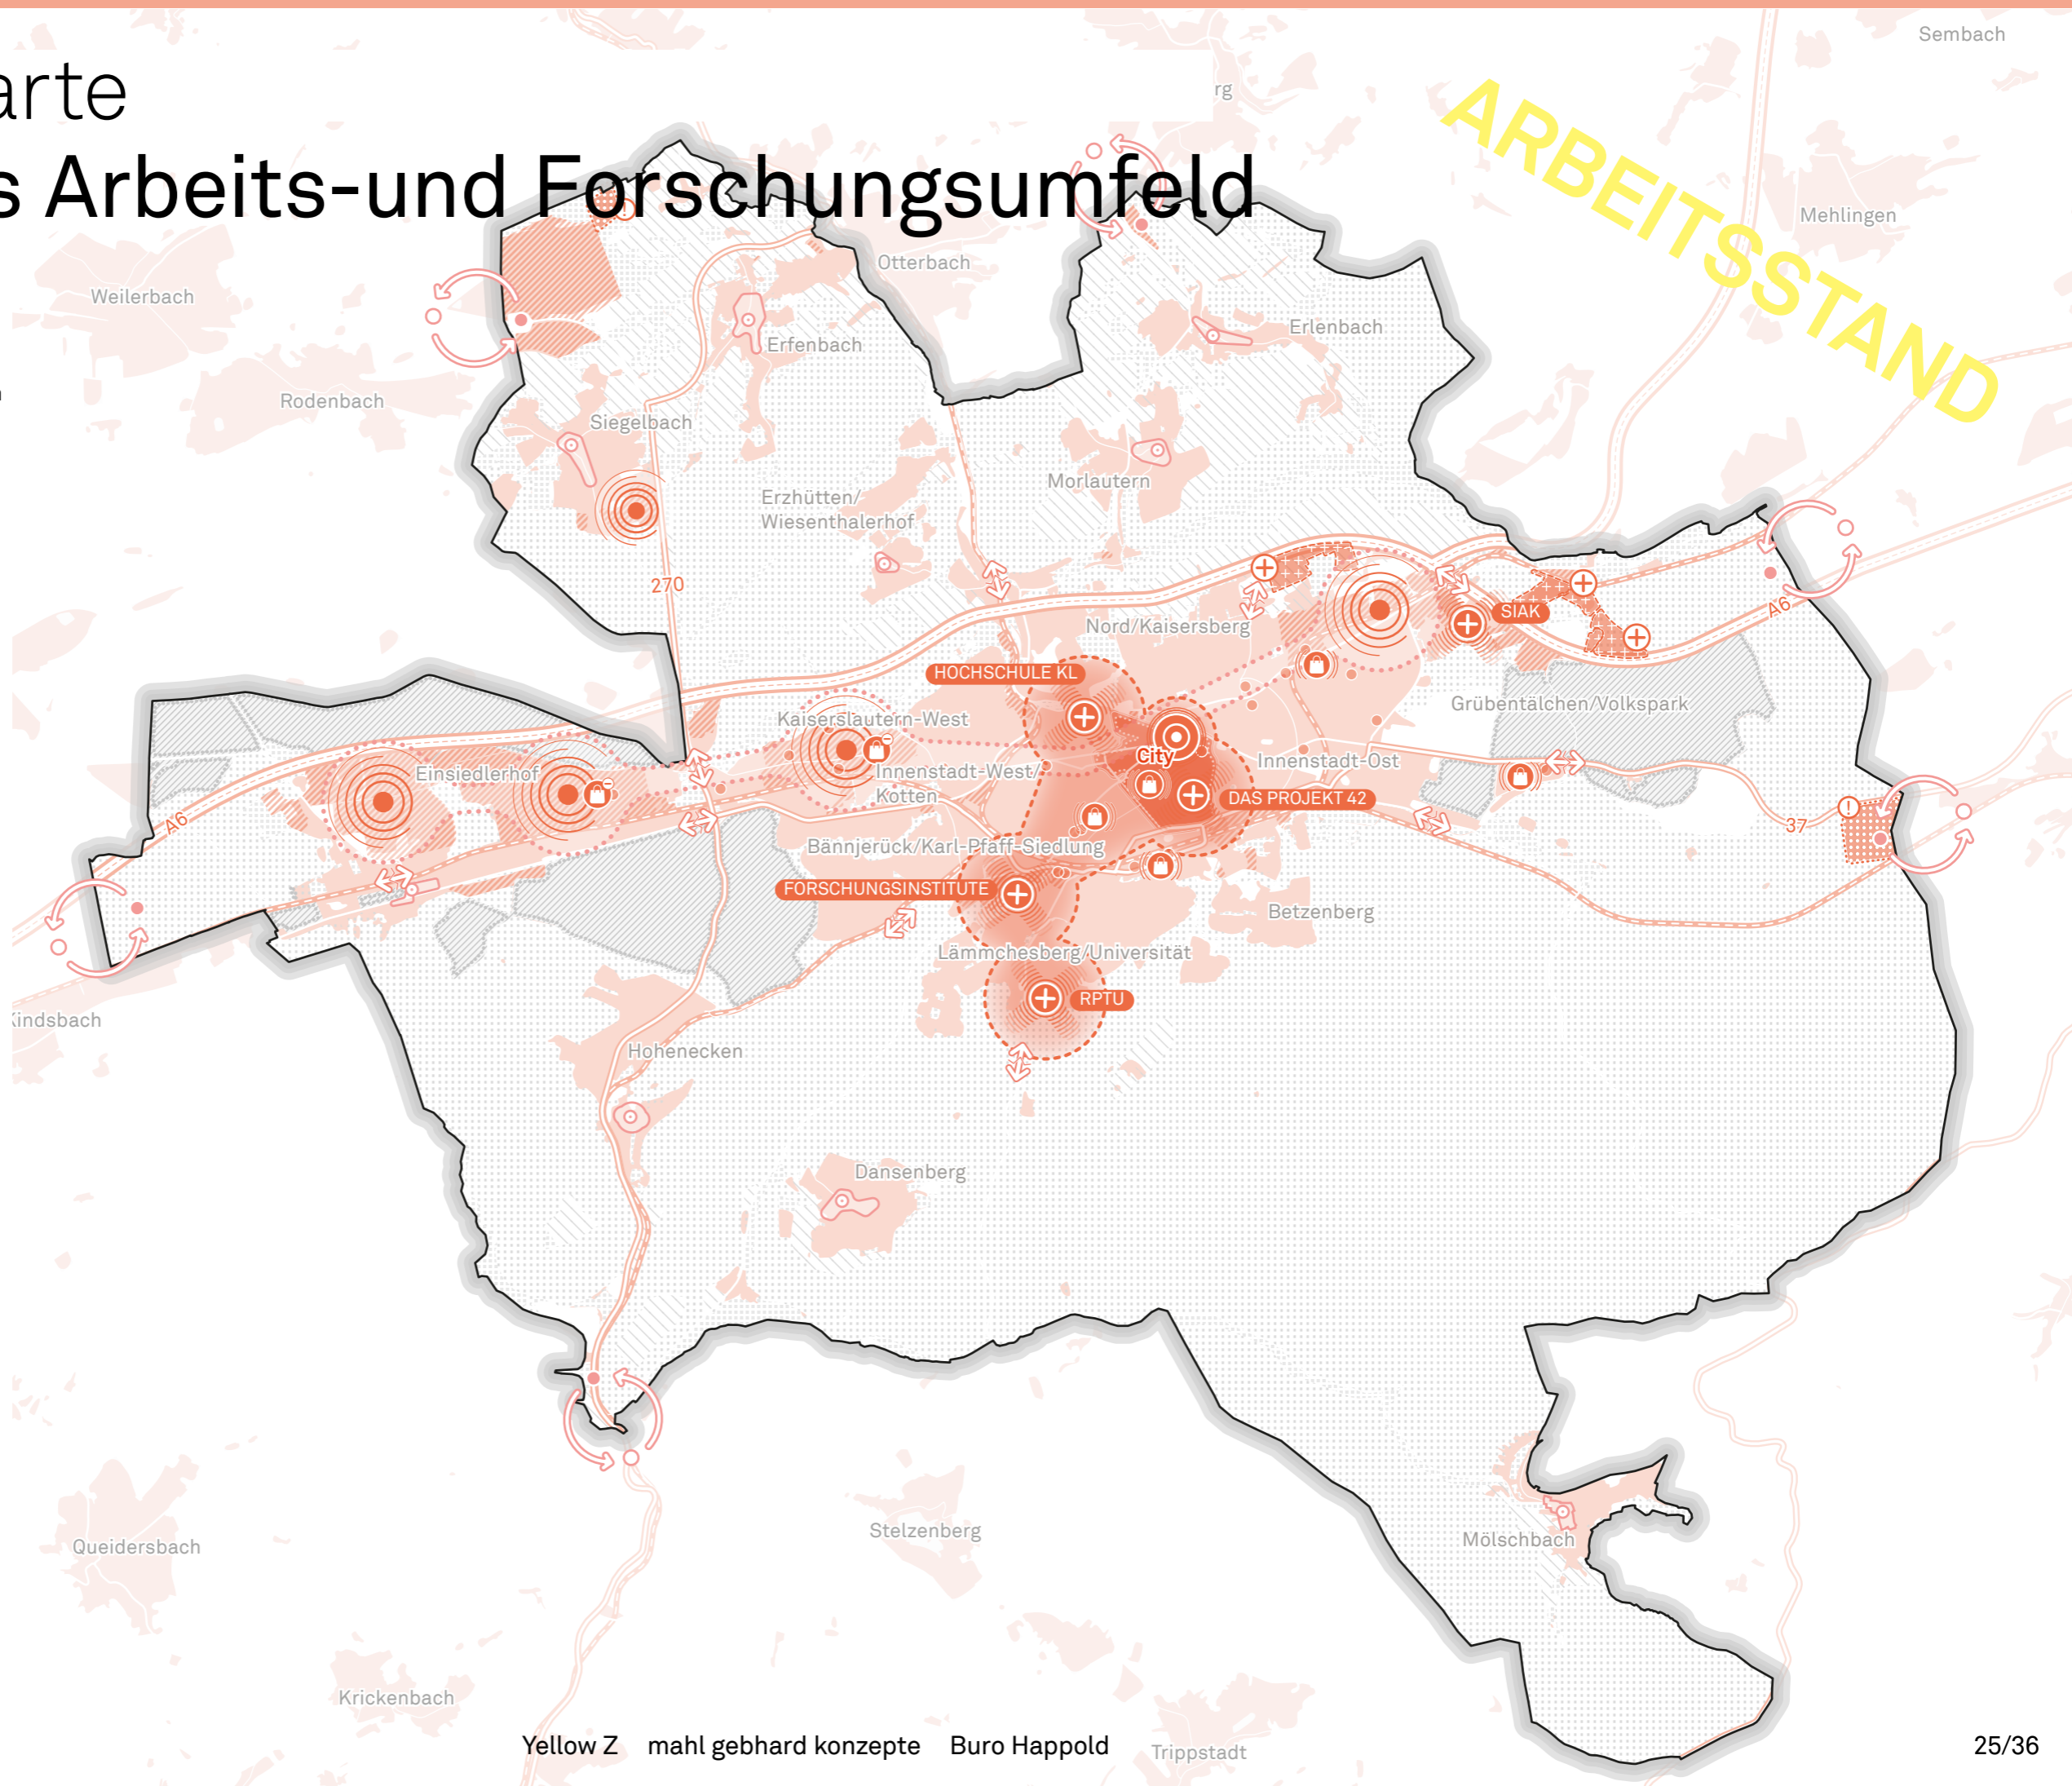 arte
s Arbeits-und Forschungsumfeld
ARBEITSSTAND
Sembach
rg
Mehlingen
Otterbach
Weilerbach
Erlenbach
Erfenbach
Rodenbach
Siegelbach
Morlautern
Erzhütten/
Wiesenthalerhof
270
A6
SIAK
Nord/Kaisersberg
HOCHSCHULE KL
Grübentälchen/Volkspark
Kaiserslautern-West
City
Innenstadt-Ost
Einsiedlerhof
Innenstadt-West/
Kotten
DAS PROJEKT 42
A6
37
Bännjerück/Karl-Pfaff-Siedlung
FORSCHUNGSINSTITUTE
Betzenberg
Lämmchesberg/Universität
RPTU
Kindsbach
Hohenecken
Dansenberg
Stelzenberg
Mölschbach
Queidersbach
Krickenbach
Yellow Z mahl gebhard konzepte Buro Happold
Trippstadt
25/36